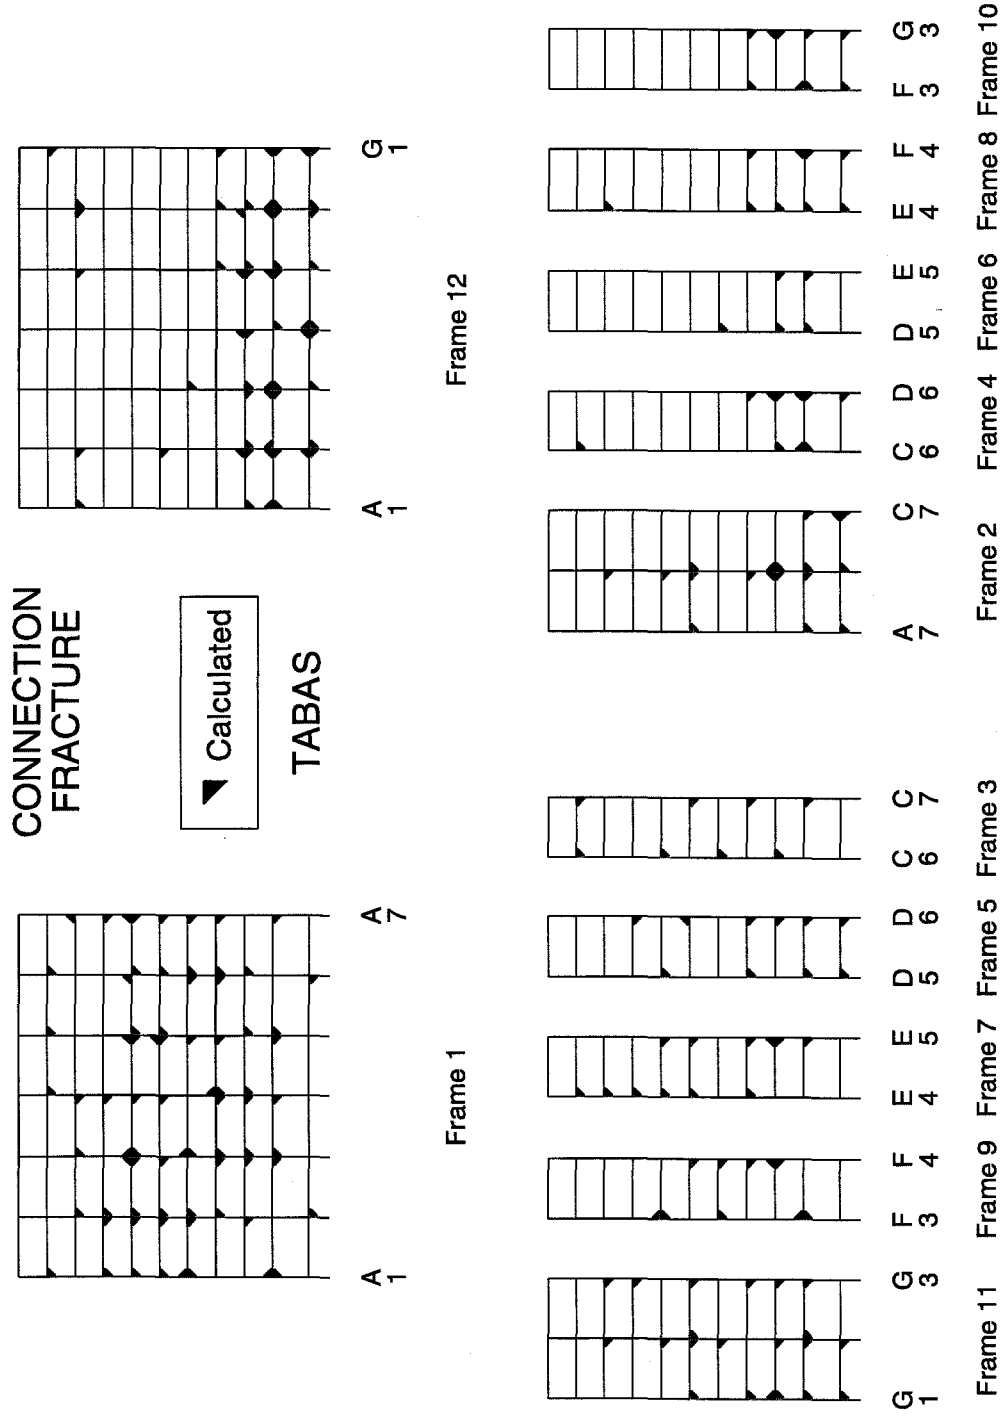 CONNECTION
FRACTURE
Calculated
TABAS
A A A G
1 7 1 1
Frame 1 Frame 12
G G F F E E D D C C A C C D D E E F F G
1 3 3 4 4 5 5 6 6 7 7 7 6 6 5 5 4 4 3 3
Frame 11 Frame 9 Frame 7 Frame 5 Frame 3 Frame 2 Frame 4 Frame 6 Frame 8 Frame 10